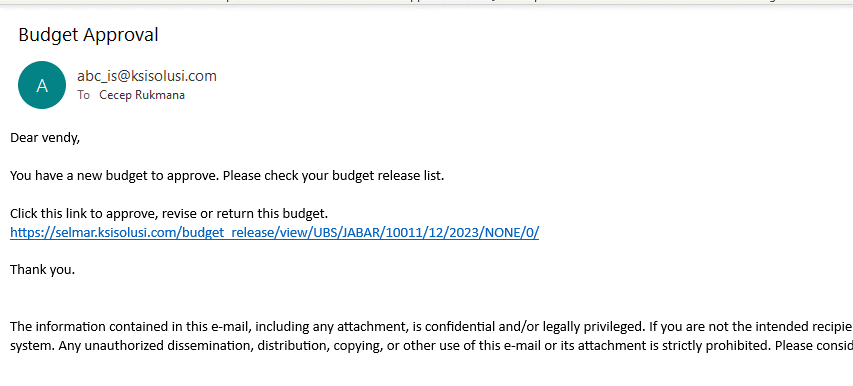 Budget Approval
A
abc_is@ksisolusi.com
To Cecep Rukmana
Dear vendy,
You have a new budget to approve. Please check your budget release list.
Click this link to approve, revise or return this budget.
https://selmar.ksisolusi.com/budget_release/view/UBS/JABAR/10011/12/2023/NONE/0/
Thank you.
The information contained in this e-mail, including any attachment, is confidential and/or legally privileged. If you are not the intended recipie
system. Any unauthorized dissemination, distribution, copying, or other use of this e-mail or its attachment is strictly prohibited. Please consid